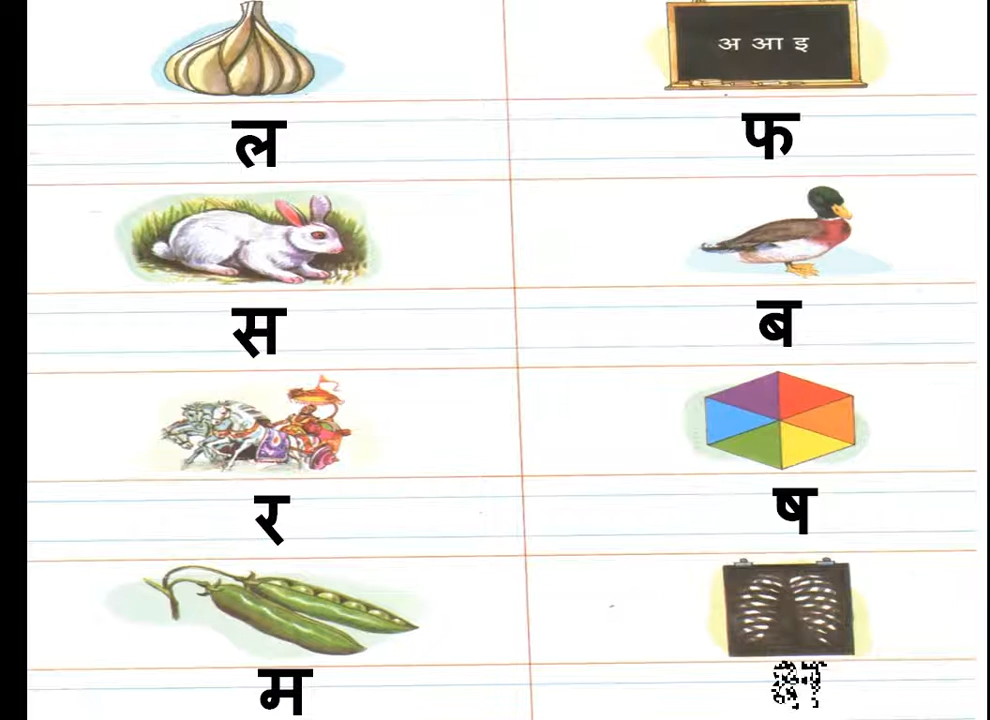 अ आ इ
ल फ
स ब
र ष
म